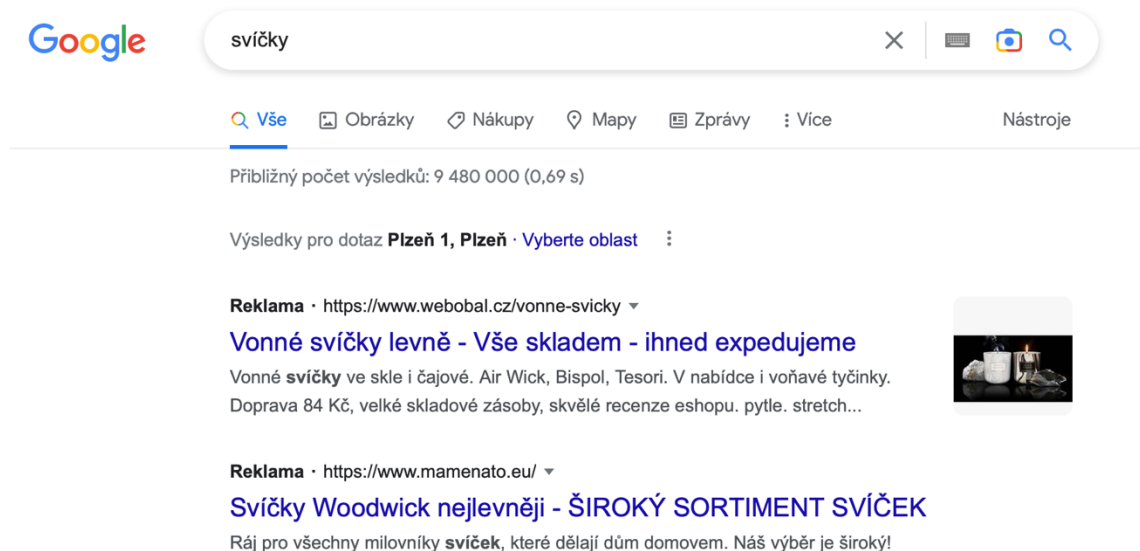 Google
svíčky
Vše Obrázky Nákupy Mapy Zprávy Více Nástroje
Přibližný počet výsledků: 9 480 000 (0,69 s)
Výsledky pro dotaz Plzeň 1, Plzeň · Vyberte oblast
Reklama · https://www.webobal.cz/vonne-svicky
Vonné svíčky levně - Vše skladem - ihned expedujeme
Vonné svíčky ve skle i čajové. Air Wick, Bispol, Tesori. V nabídce i voňavé tyčinky.
Doprava 84 Kč, velké skladové zásoby, skvělé recenze eshopu. pytle. stretch...
Reklama · https://www.mamenato.eu/
Svíčky Woodwick nejlevněji - ŠIROKÝ SORTIMENT SVÍČEK
Ráj pro všechny milovníky svíček, které dělají dům domovem. Náš výběr je široký!